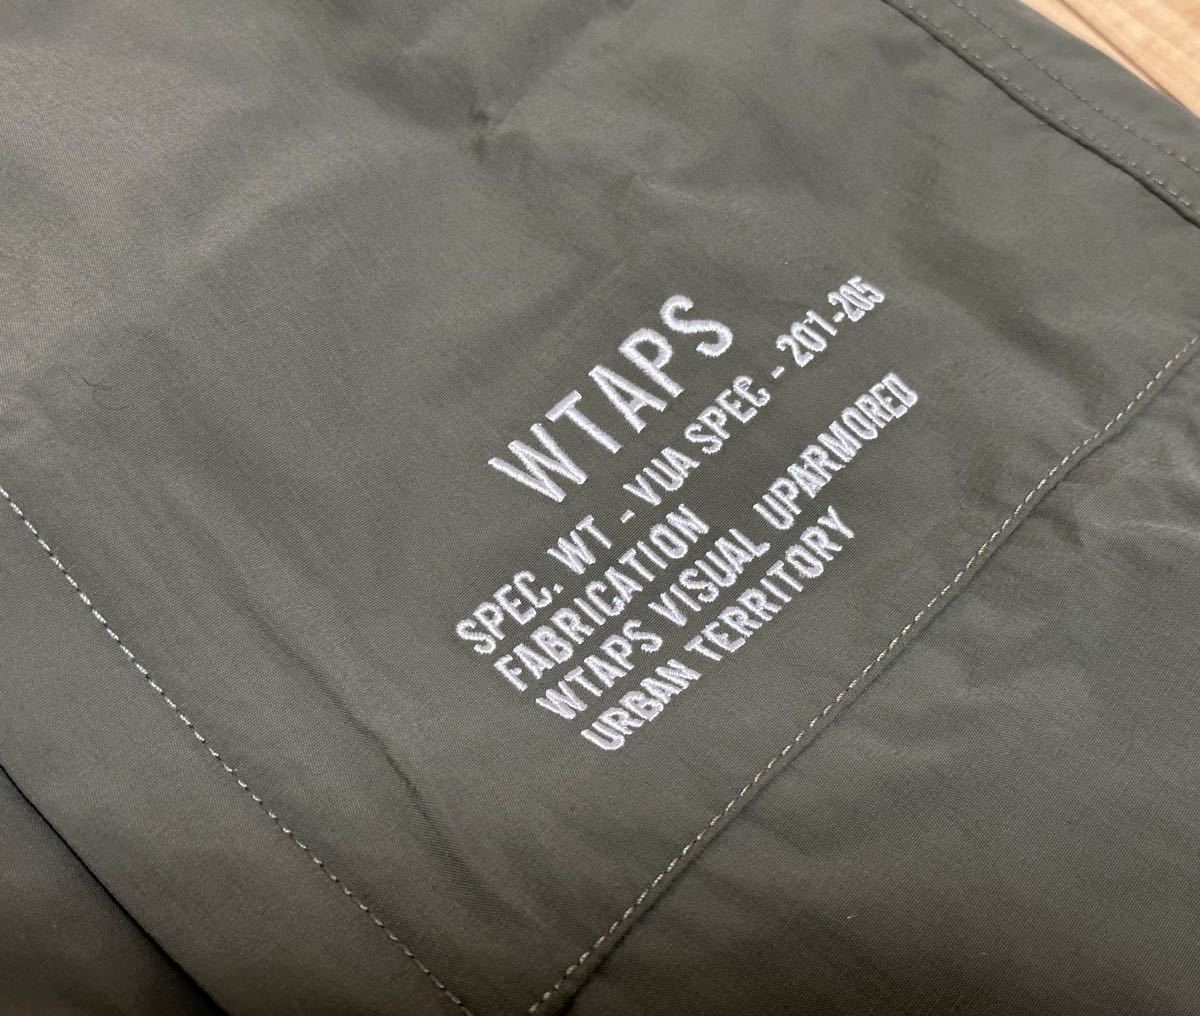 WTAPS
SPEC. WT - VUA SPEC - 201-205
FABRICATION
WTAPS VISUAL UPARMORED
URBAN TERRITORY